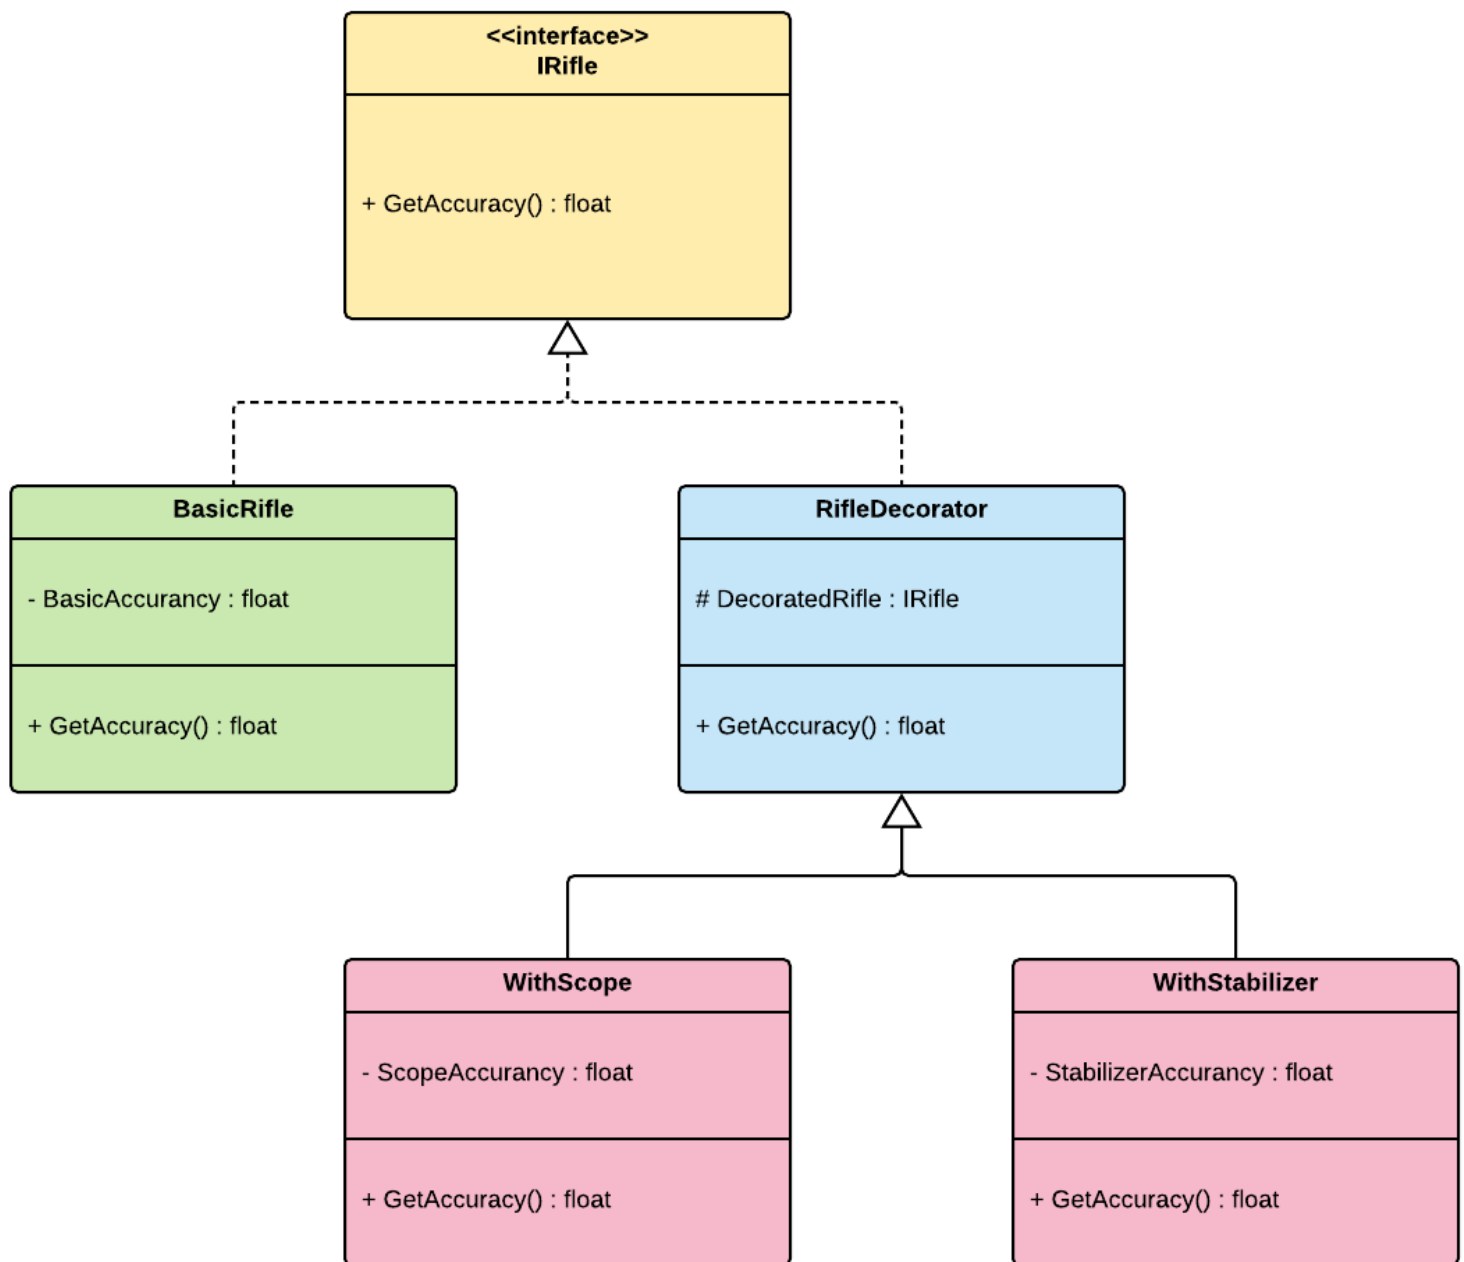 <<interface>>
IRifle
+ GetAccuracy() : float
BasicRifle
- BasicAccurancy : float
+ GetAccuracy() : float
RifleDecorator
# DecoratedRifle : IRifle
+ GetAccuracy() : float
WithScope
- ScopeAccurancy : float
+ GetAccuracy() : float
WithStabilizer
- StabilizerAccurancy : float
+ GetAccuracy() : float